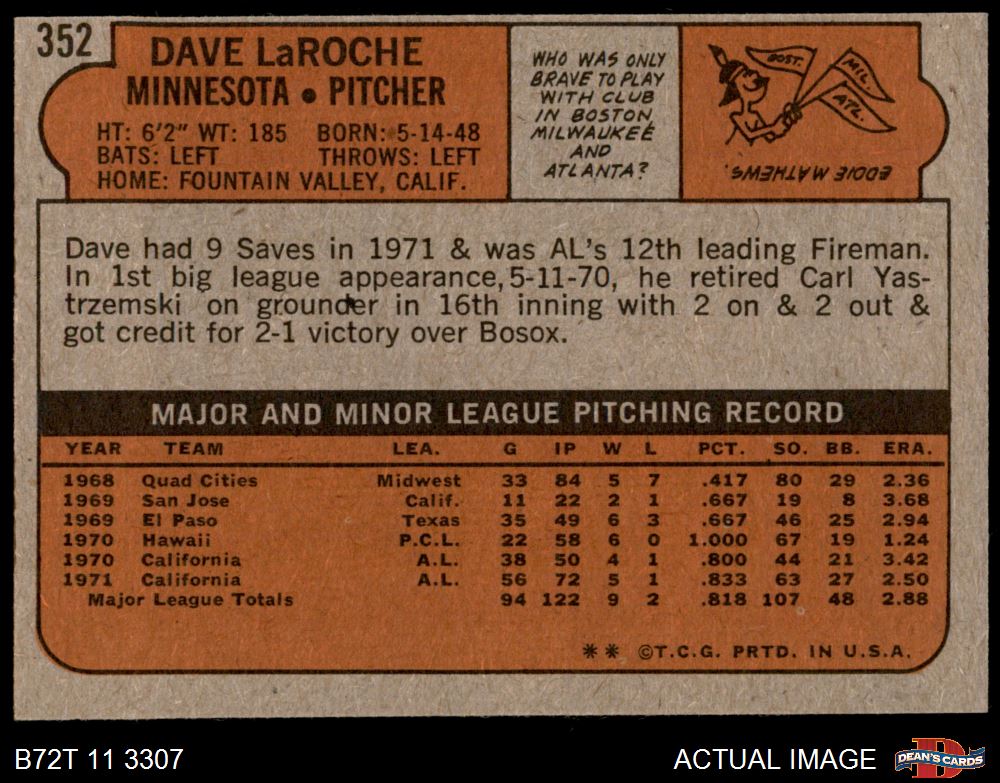 352
DAVE LaROCHE
MINNESOTA • PITCHER
HT: 6'2" WT: 185 BORN: 5-14-48
BATS: LEFT THROWS: LEFT
HOME: FOUNTAIN VALLEY, CALIF.
WHO WAS ONLY
BRAVE TO PLAY
WITH CLUB
IN BOSTON,
MILWAUKEE
AND
ATLANTA?
BOST.
MIL.
ATL.
EDDIE MATHEWS.
Dave had 9 Saves in 1971 & was AL's 12th leading Fireman.
In 1st big league appearance, 5-11-70, he retired Carl Yas-
trzemski on grounder in 16th inning with 2 on & 2 out &
got credit for 2-1 victory over Bosox.
MAJOR AND MINOR LEAGUE PITCHING RECORD
YEAR TEAM LEA. G IP W L PCT. SO. BB. ERA.
1968 Quad Cities Midwest 33 84 5 7 .417 80 29 2.36
1969 San Jose Calif. 11 22 2 1 .667 19 8 3.68
1969 El Paso Texas 35 49 6 3 .667 46 25 2.94
1970 Hawaii P.C.L. 22 58 6 0 1.000 67 19 1.24
1970 California A.L. 38 50 4 1 .800 44 21 3.42
1971 California A.L. 56 72 5 1 .833 63 27 2.50
Major League Totals 94 122 9 2 .818 107 48 2.88
** ©T.C.G. PRTD. IN U.S.A.
B72T 11 3307
ACTUAL IMAGE
D
DEAN'S CARDS